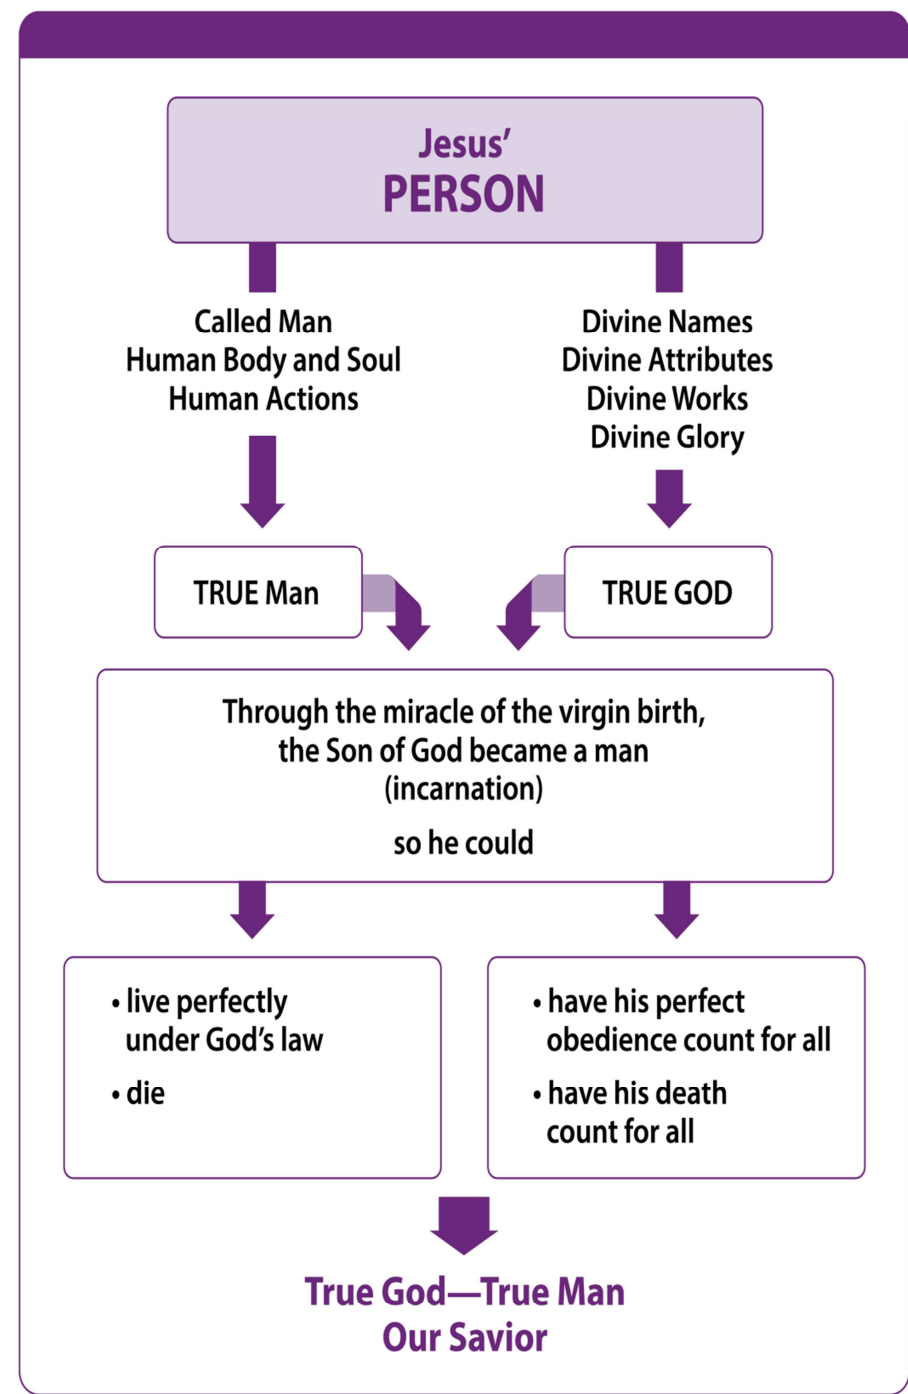 Jesus’
PERSON
Called Man
Human Body and Soul
Human Actions
Divine Names
Divine Attributes
Divine Works
Divine Glory
TRUE Man
TRUE GOD
Through the miracle of the virgin birth,
the Son of God became a man
(incarnation)
so he could
• live perfectly
under God’s law
• die
• have his perfect
obedience count for all
• have his death
count for all
True God—True Man
Our Savior